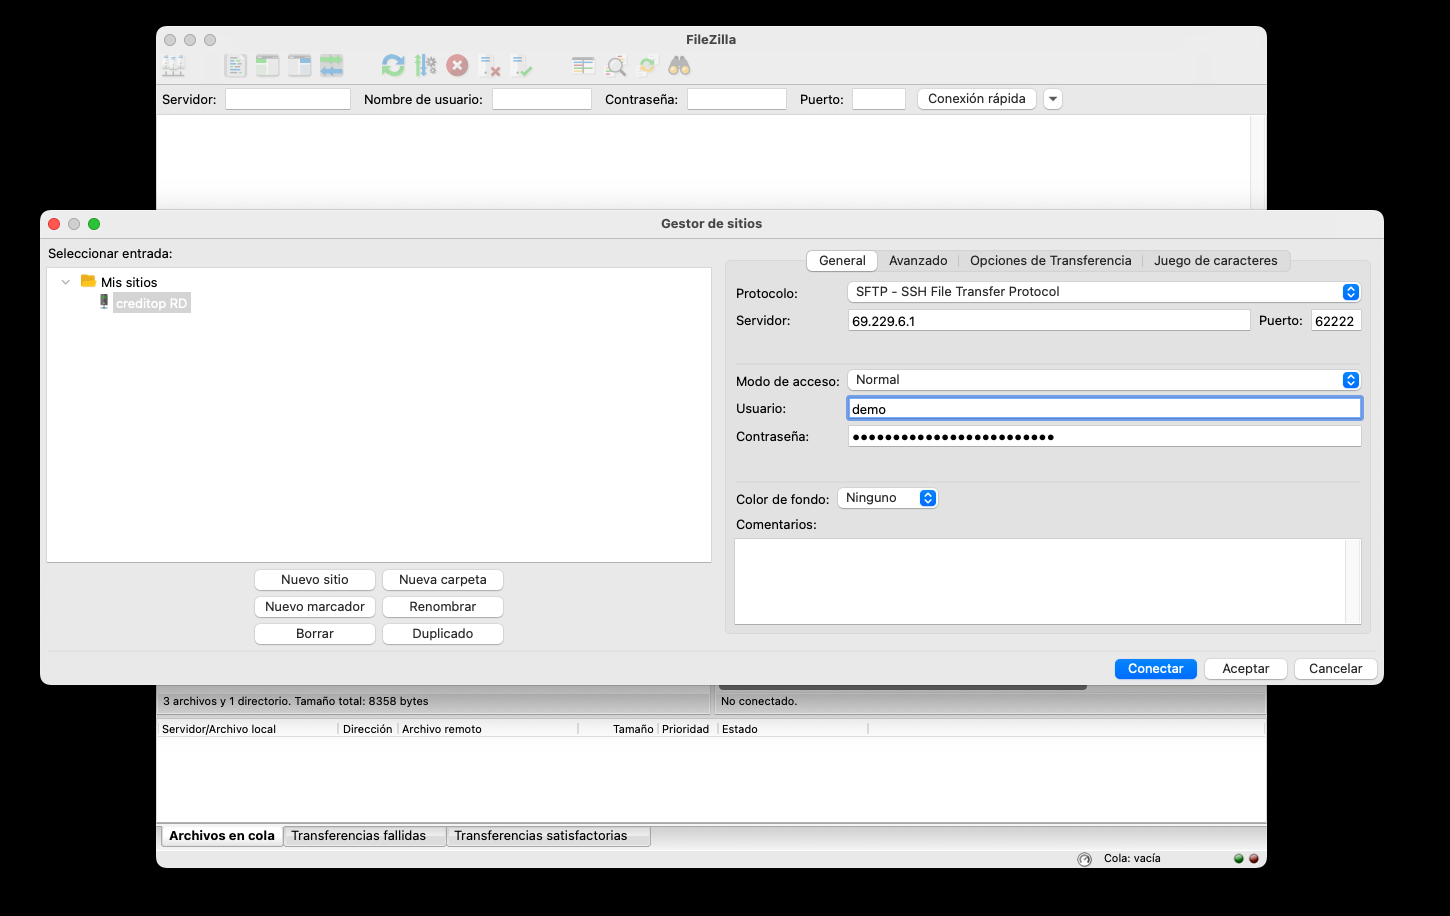 FileZilla
Servidor: Nombre de usuario: Contraseña: Puerto: Conexión rápida
Gestor de sitios
Seleccionar entrada:
Mis sitios
creditop RD
General Avanzado Opciones de Transferencia Juego de caracteres
Protocolo: SFTP - SSH File Transfer Protocol
Servidor: 69.229.6.1 Puerto: 62222
Modo de acceso: Normal
Usuario: demo
Contraseña: •••••••••••••••••••••••••
Color de fondo: Ninguno
Comentarios:
Nuevo sitio Nueva carpeta
Nuevo marcador Renombrar
Borrar Duplicado
Conectar Aceptar Cancelar
3 archivos y 1 directorio. Tamaño total: 8358 bytes No conectado.
Servidor/Archivo local Dirección Archivo remoto Tamaño Prioridad Estado
Archivos en cola Transferencias fallidas Transferencias satisfactorias
Cola: vacía